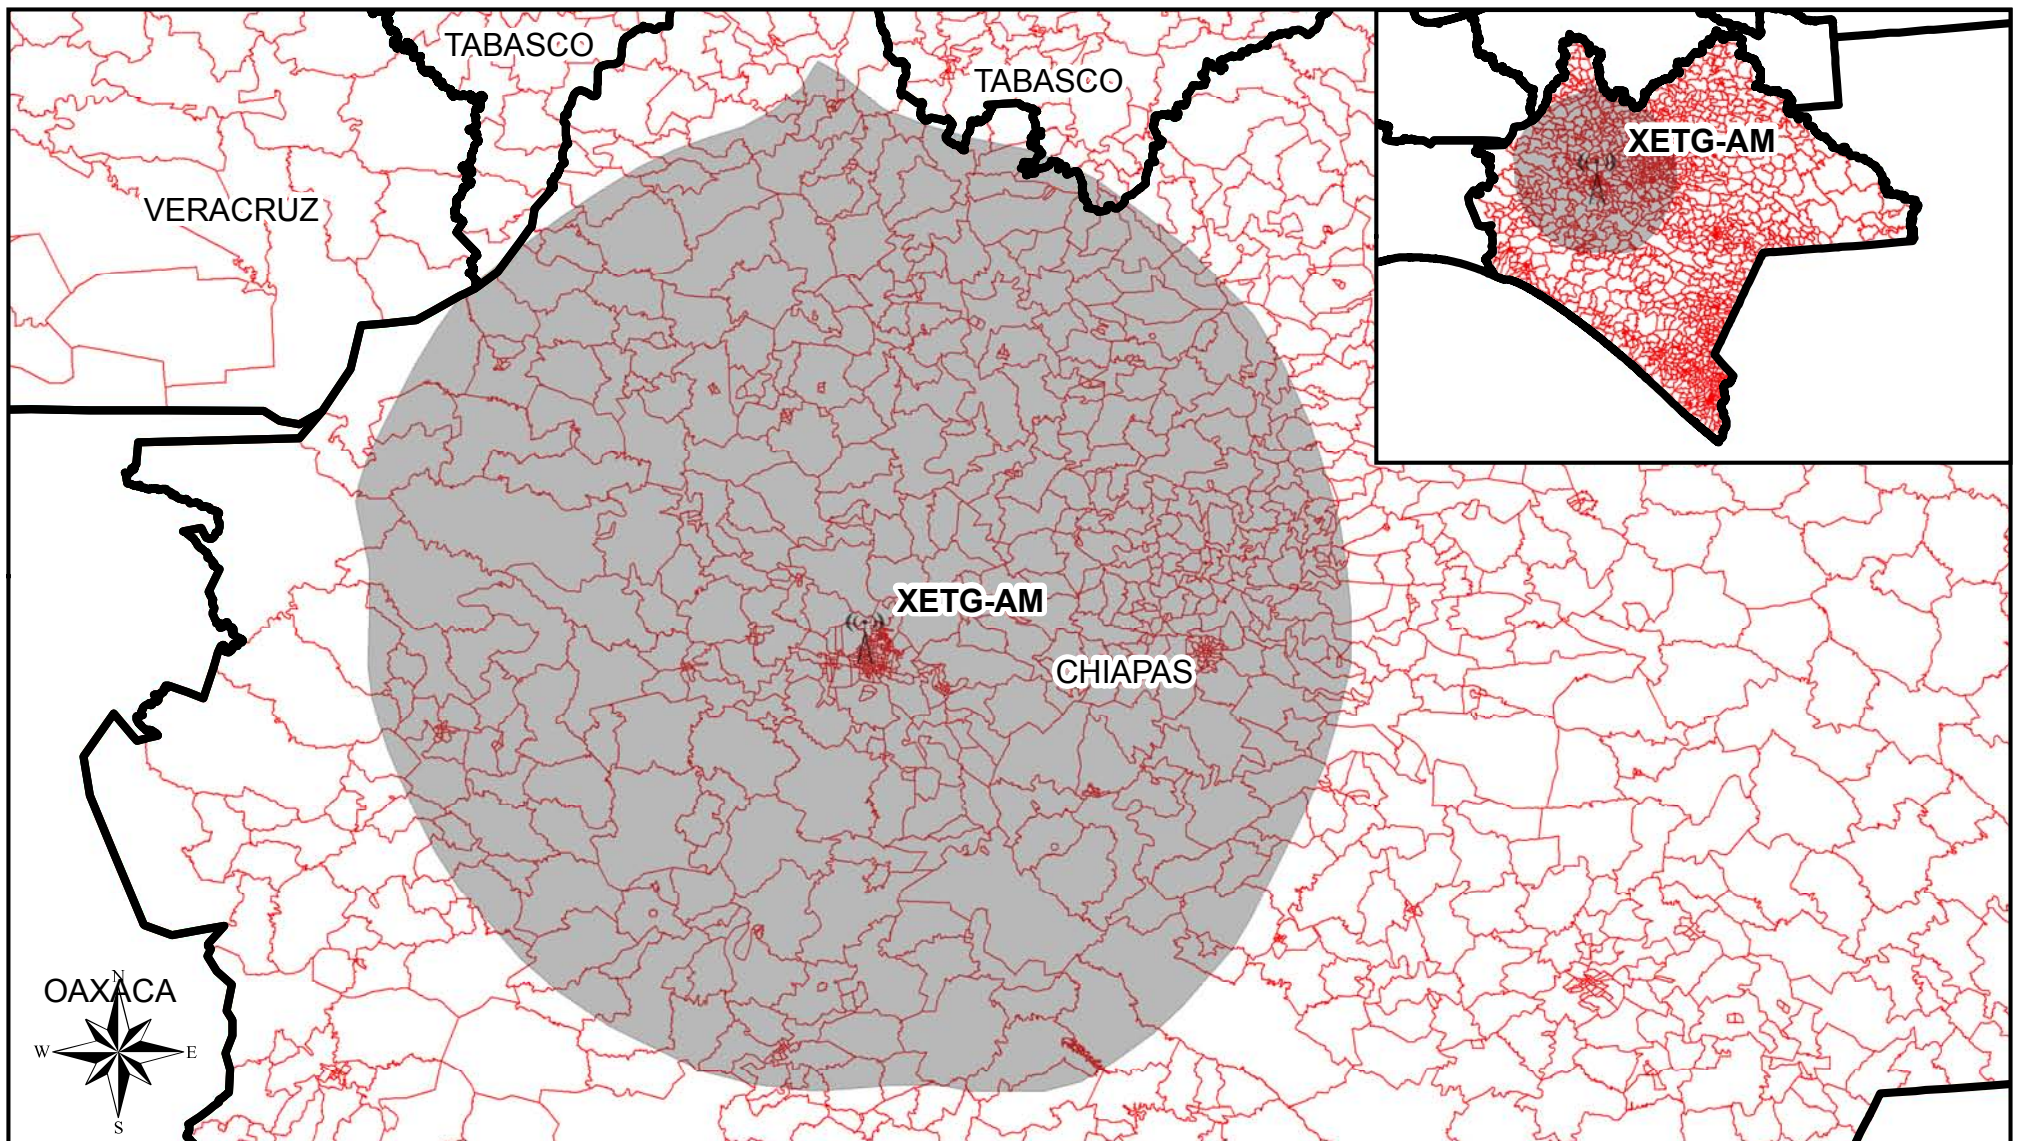 TABASCO
TABASCO
XETG-AM
VERACRUZ
XETG-AM
CHIAPAS
OAXACA
N
W
E
S